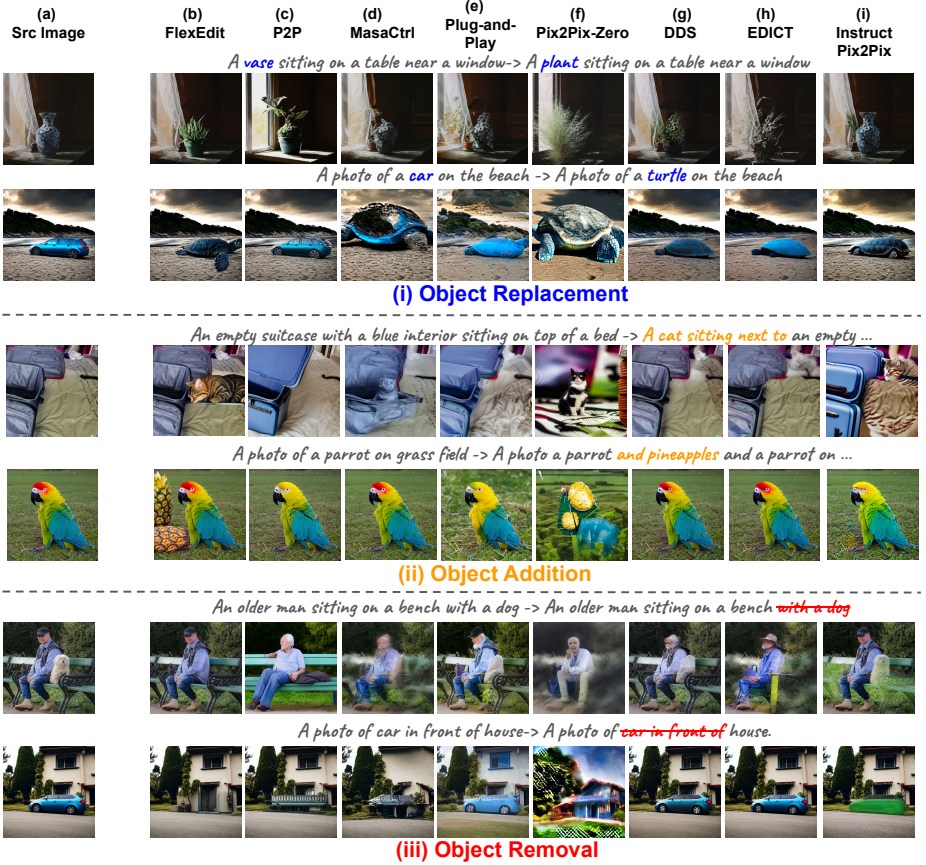 (a)
Src Image
(b)
FlexEdit
(c)
P2P
(d)
MasaCtrl
(e)
Plug-and-
Play
(f)
Pix2Pix-Zero
(g)
DDS
(h)
EDICT
(i)
Instruct
Pix2Pix
A vase sitting on a table near a window-> A plant sitting on a table near a window
A photo of a car on the beach -> A photo of a turtle on the beach
(i) Object Replacement
An empty suitcase with a blue interior sitting on top of a bed -> A cat sitting next to an empty ...
A photo of a parrot on grass field -> A photo a parrot and pineapples and a parrot on ...
(ii) Object Addition
An older man sitting on a bench with a dog -> An older man sitting on a bench with a dog
A photo of car in front of house-> A photo of car in front of house.
(iii) Object Removal